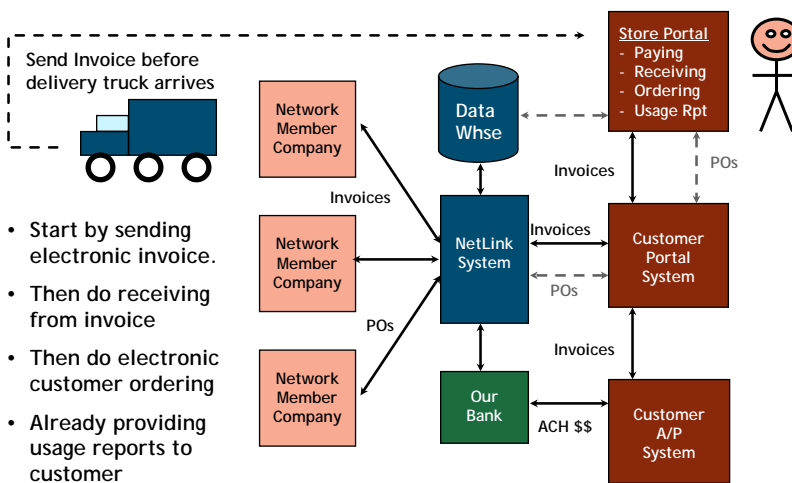 Send Invoice before
delivery truck arrives
Store Portal
- Paying
- Receiving
- Ordering
- Usage Rpt
Network
Member
Company
Data
Whse
Invoices
Invoices
POs
• Start by sending
electronic invoice.
• Then do receiving
from invoice
• Then do electronic
customer ordering
• Already providing
usage reports to
customer
Network
Member
Company
NetLink
System
Invoices
POs
Customer
Portal
System
POs
Invoices
Network
Member
Company
Our
Bank
ACH $$
Customer
A/P
System